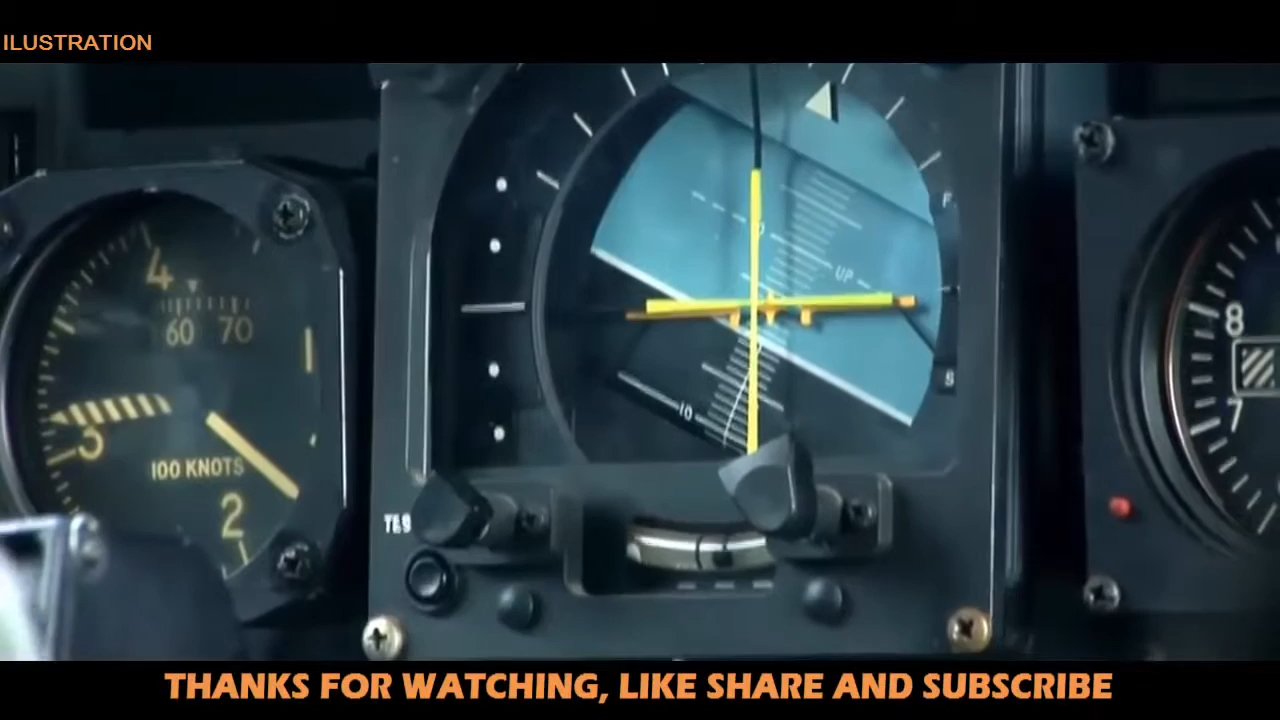 ILUSTRATION
4
60 70
3
100 KNOTS
2
UP
10
F
S
TES
8
7
THANKS FOR WATCHING, LIKE SHARE AND SUBSCRIBE